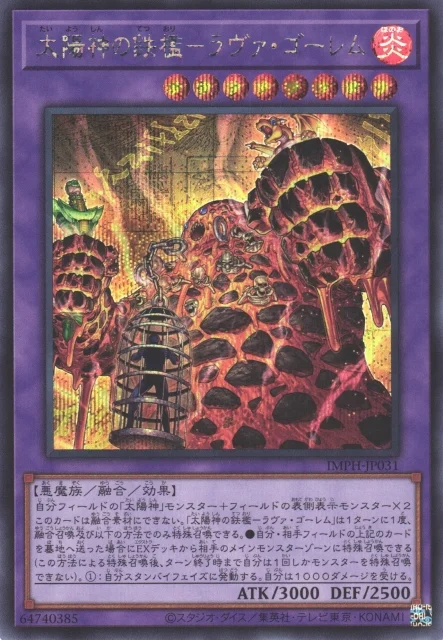 太陽神の鉄檻－ラヴァ・ゴーレム
炎
IMPH-JP031
【悪魔族／融合／効果】
自分フィールドの「太陽神」モンスター＋フィールドの表側表示モンスター×2
このカードは融合素材にできない。「太陽神の鉄檻－ラヴァ・ゴーレム」は1ターンに1度、
融合召喚及び以下の方法でのみ特殊召喚できる。●自分・相手フィールドの上記のカード
を墓地へ送った場合にEXデッキから相手のメインモンスターゾーンに特殊召喚できる
(この方法による特殊召喚後、ターン終了時まで自分は1回しかモンスターを特殊召喚
できない)。①：自分スタンバイフェイズに発動する。自分は1000ダメージを受ける。
ATK/3000 DEF/2500
64740385 ©スタジオ・ダイス／集英社・テレビ東京・KONAMI